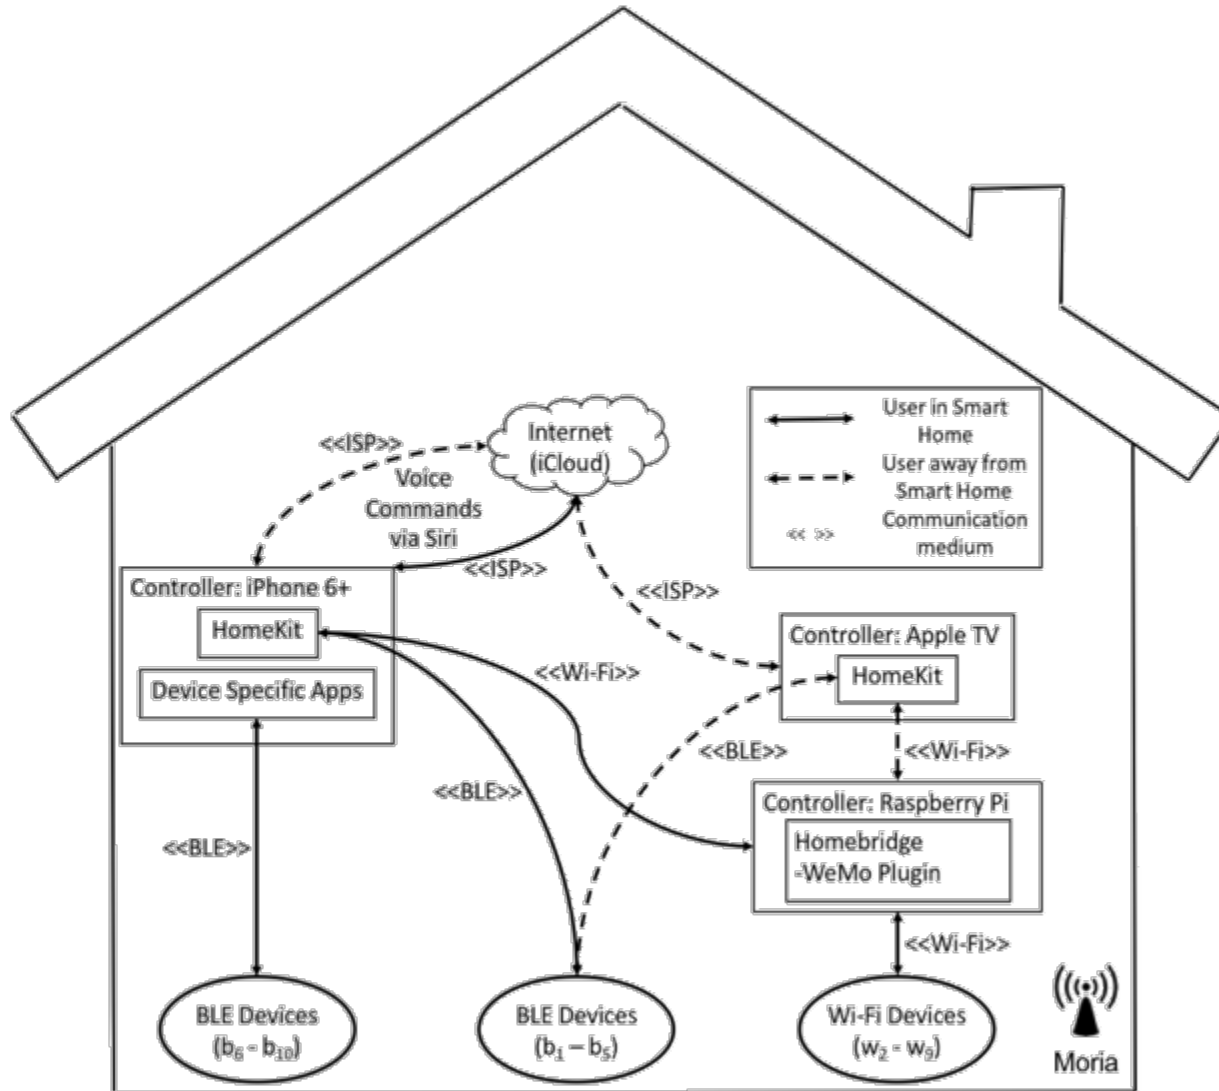 <<ISP>>
Internet
(iCloud)
Voice
Commands
via Siri
<<ISP>>
User in Smart
Home
User away from
Smart Home
<< >>
Communication
medium
Controller: iPhone 6+
HomeKit
Device Specific Apps
<<ISP>>
Controller: Apple TV
HomeKit
<<Wi-Fi>>
<<BLE>>
<<Wi-Fi>>
<<BLE>>
Controller: Raspberry Pi
Homebridge
-WeMo Plugin
<<BLE>>
<<Wi-Fi>>
BLE Devices
(b6 - b10)
BLE Devices
(b1 – b5)
Wi-Fi Devices
(w2 - w9)
Moria